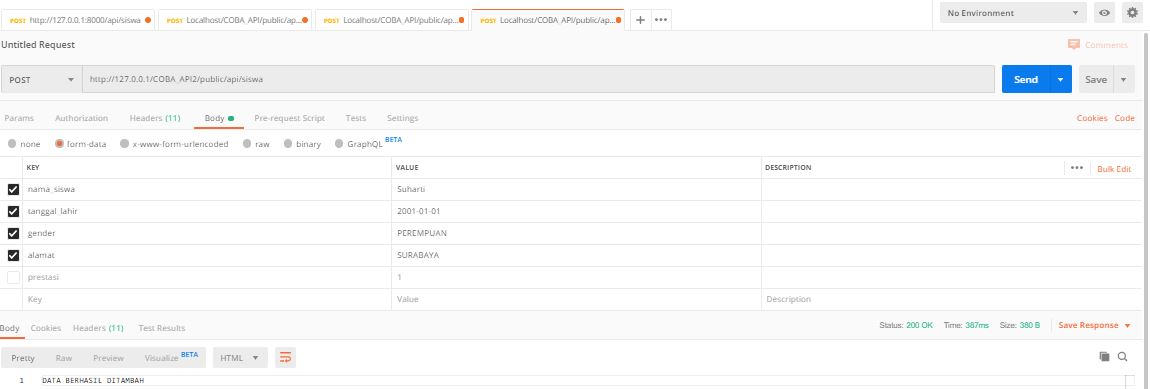 POST http://127.0.0.1:8000/api/siswa POST Localhost/COBA_API/public/ap... POST Localhost/COBA_API/public/ap... POST Localhost/COBA_API/public/ap... + ••• No Environment
Untitled Request Comments
POST http://127.0.0.1/COBA_API2/public/api/siswa Send Save
Params Authorization Headers (11) Body Pre-request Script Tests Settings Cookies Code
none form-data x-www-form-urlencoded raw binary GraphQL BETA
KEY VALUE DESCRIPTION ••• Bulk Edit
nama_siswa Suharti
tanggal_lahir 2001-01-01
gender PEREMPUAN
alamat SURABAYA
prestasi 1
Key Value Description
Body Cookies Headers (11) Test Results Status: 200 OK Time: 387ms Size: 380 B Save Response
Pretty Raw Preview Visualize BETA HTML
1 DATA BERHASIL DITAMBAH